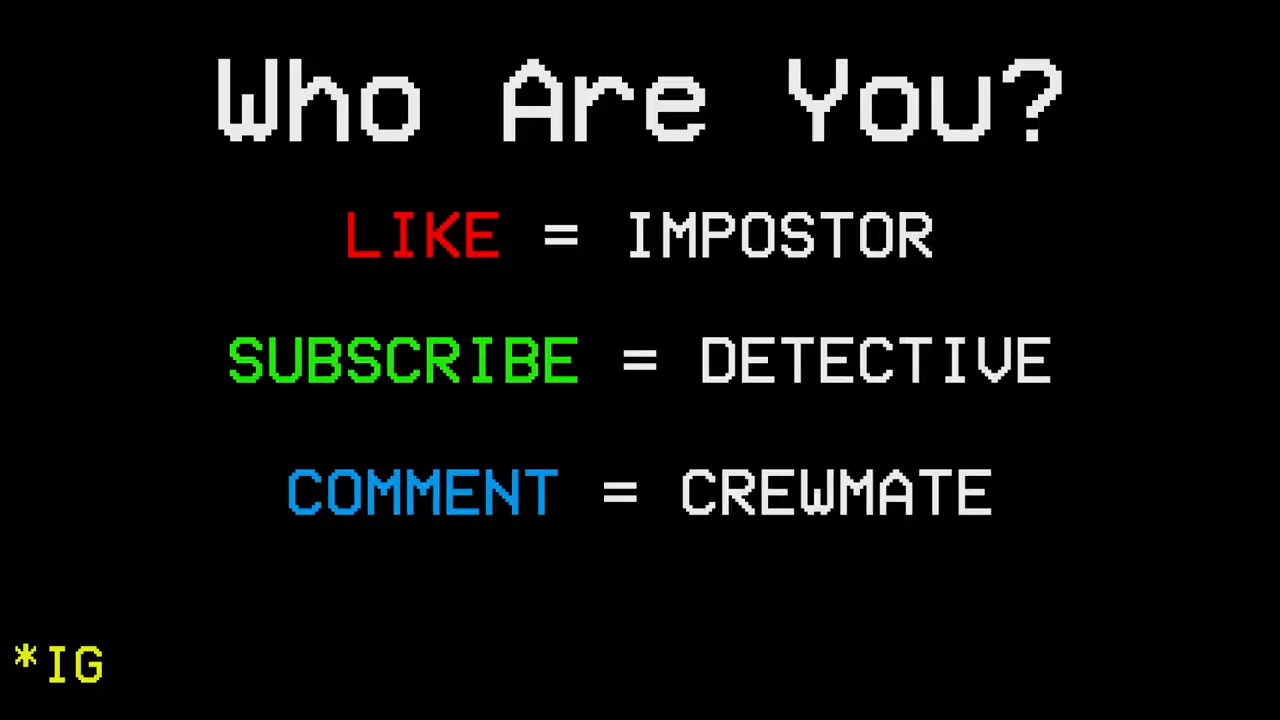 Who Are You?
LIKE = IMPOSTOR
SUBSCRIBE = DETECTIVE
COMMENT = CREWMATE
*IG